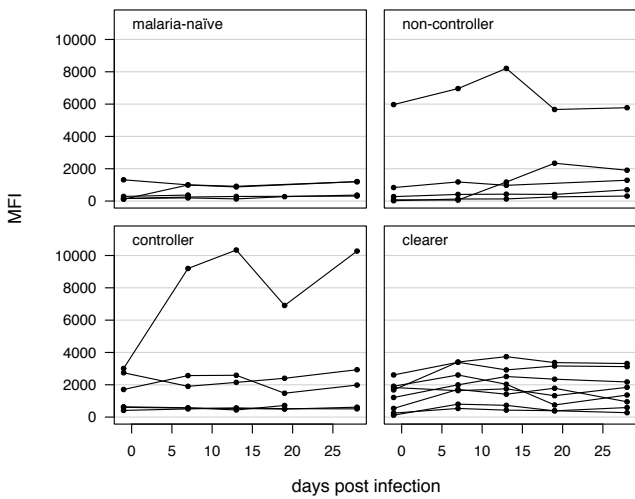 malaria-naïve
non-controller
10000
8000
6000
4000
2000
0
MFI
controller
clearer
10000
8000
6000
4000
2000
0
0 5 10 15 20 25
0 5 10 15 20 25
days post infection